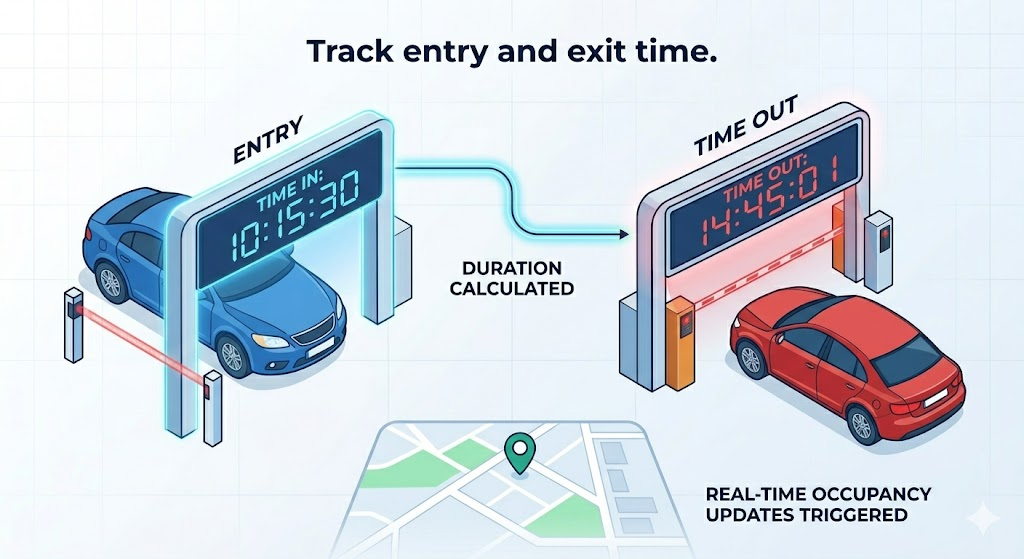 Track entry and exit time.
ENTRY
TIME IN:
10:15:30
TIME OUT
TIME OUT:
14:45:01
DURATION
CALCULATED
REAL-TIME OCCUPANCY
UPDATES TRIGGERED